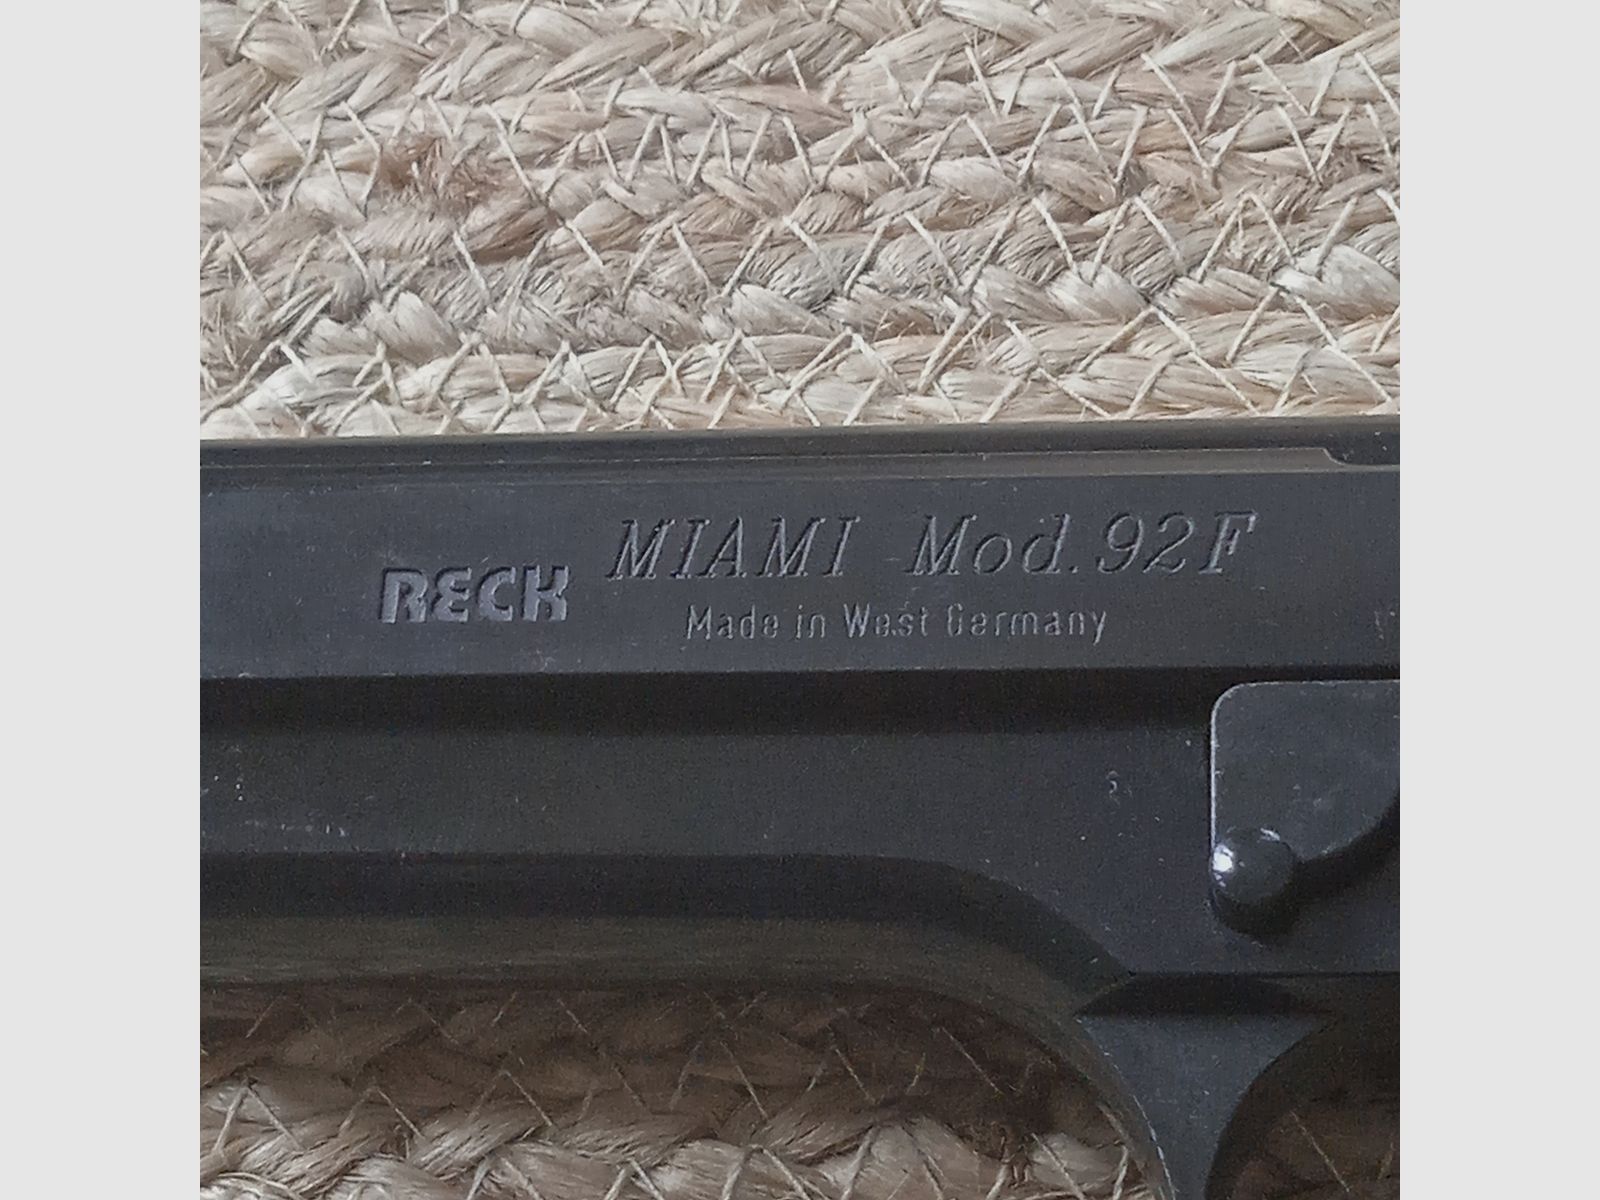 RECK MIAMI Mod. 92F
Made in West Germany